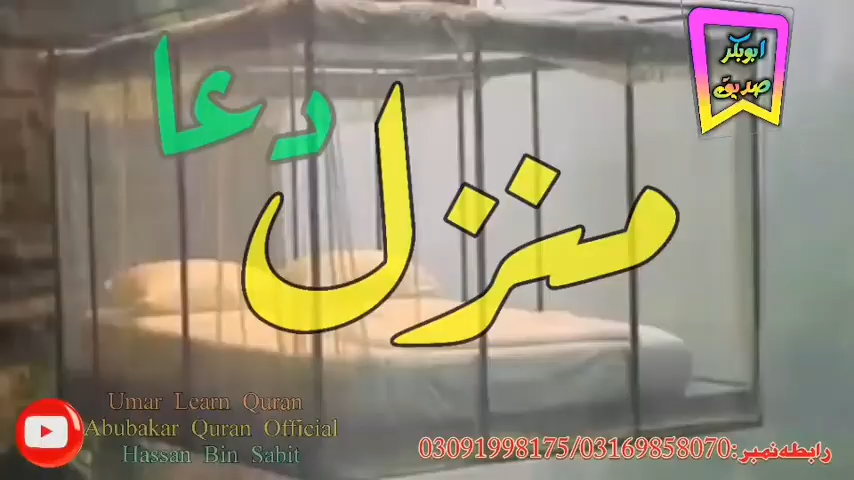 دعا
منزل
ابوبکر
صدیق
Umar Learn Quran
Abubakar Quran Official
Hassan Bin Sabit
رابطہ نمبر:03091998175/03169858070